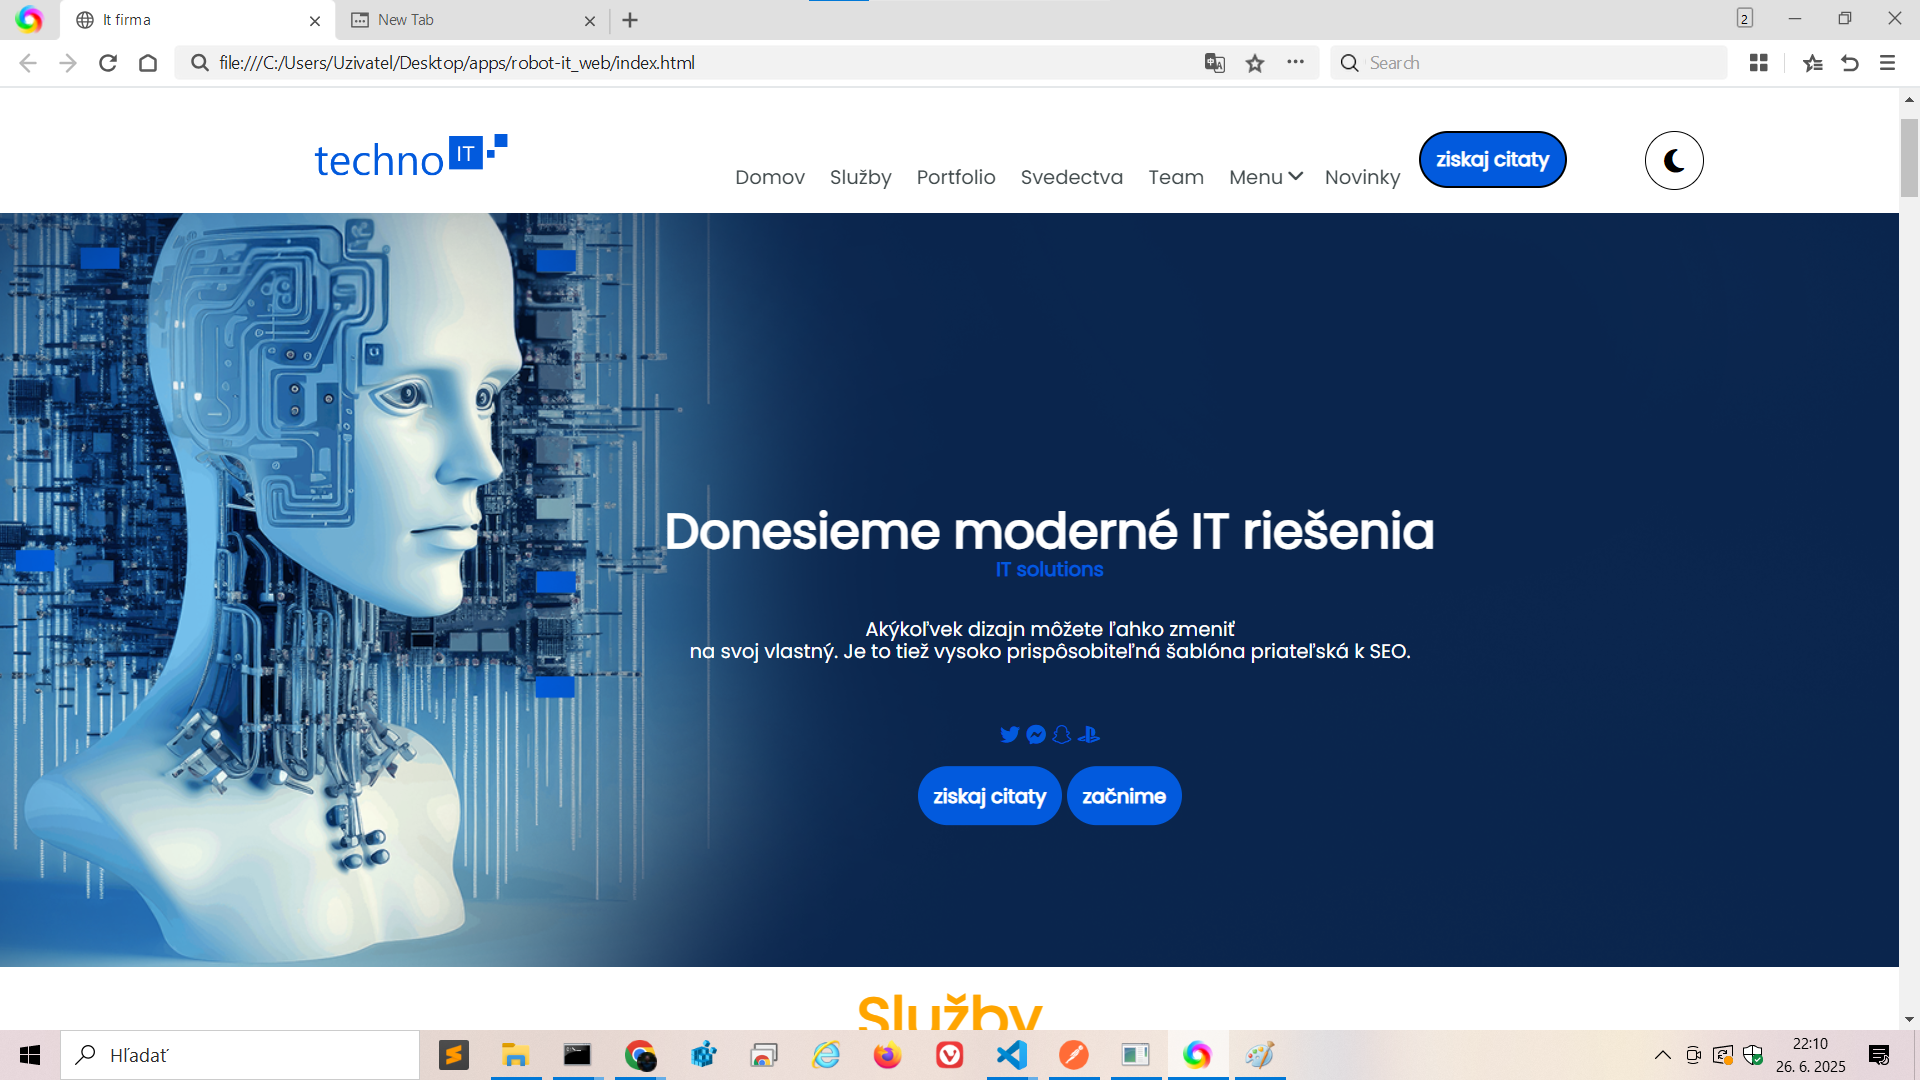 It firma
New Tab
2
file:///C:/Users/Uzivatel/Desktop/apps/robot-it_web/index.html
Search
techno IT
Domov Služby Portfolio Svedectva Team Menu Novinky
ziskaj citaty
Donesieme moderné IT riešenia
IT solutions
Akýkoľvek dizajn môžete ľahko zmeniť
na svoj vlastný. Je to tiež vysoko prispôsobiteľná šablóna priateľská k SEO.
ziskaj citaty
začnime
Služby
Hľadať
22:10
26. 6. 2025